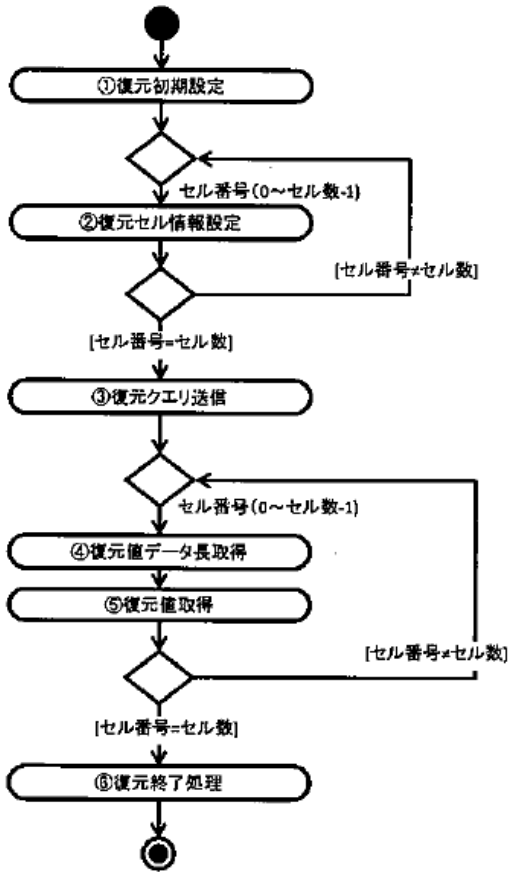 ①復元初期設定
セル番号(0～セル数-1)
②復元セル情報設定
[セル番号≠セル数]
[セル番号=セル数]
③復元クエリ送信
セル番号(0～セル数-1)
④復元値データ長取得
⑤復元値取得
[セル番号≠セル数]
[セル番号=セル数]
⑥復元終了処理